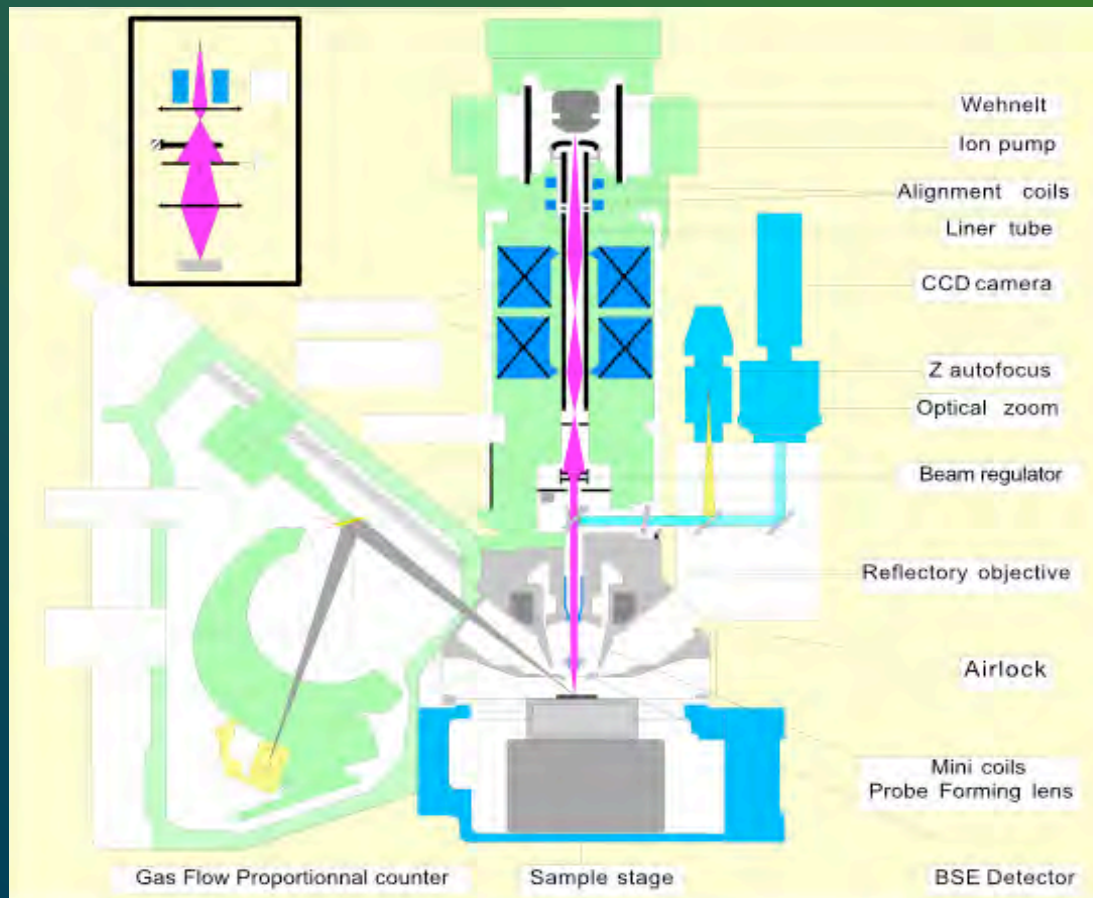 Wehnelt
Ion pump
Alignment coils
Liner tube
CCD camera
Z autofocus
Optical zoom
Beam regulator
Reflectory objective
Airlock
Mini coils
Probe Forming lens
Gas Flow Proportionnal counter
Sample stage
BSE Detector